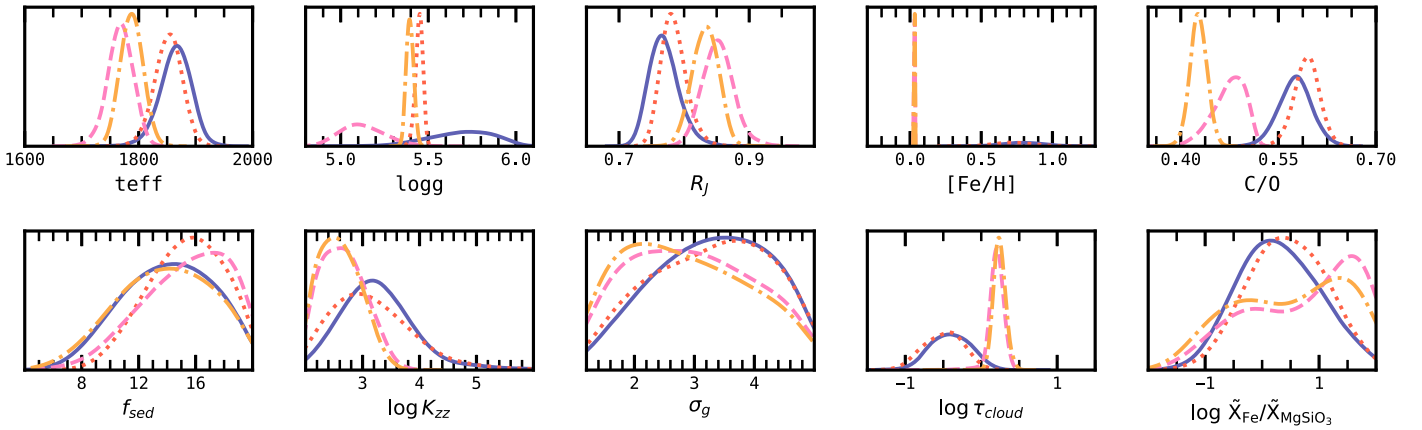 1600 1800 2000 5.0 5.5 6.0 0.7 0.9 0.0 0.5 1.0 0.40 0.55 0.70
teff logg R_J [Fe/H] C/O
8 16 3 4 5 2 3 4 −1 1 −1 1
f_sed log K_zz σ_g log τ_cloud log X̃_Fe/X̃_MgSiO₃